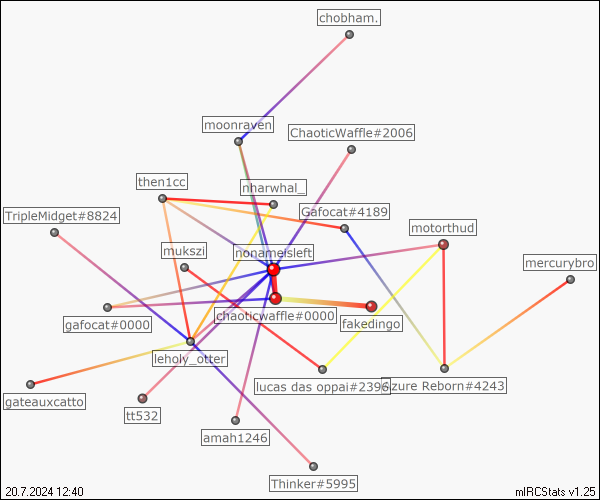 chobham.
moonraven
ChaoticWaffle#2006
then1cc
nharwhal_
TripleMidget#8824
Gafocat#4189
motorthud
mukszi
nonameisleft
mercurybro
gafocat#0000
chaoticwaffle#0000
fakedingo
leholy_otter
lucas das oppai#2396
Azure Reborn#4243
gateauxcatto
tt532
amah1246
Thinker#5995
20.7.2024 12:40
mIRCStats v1.25